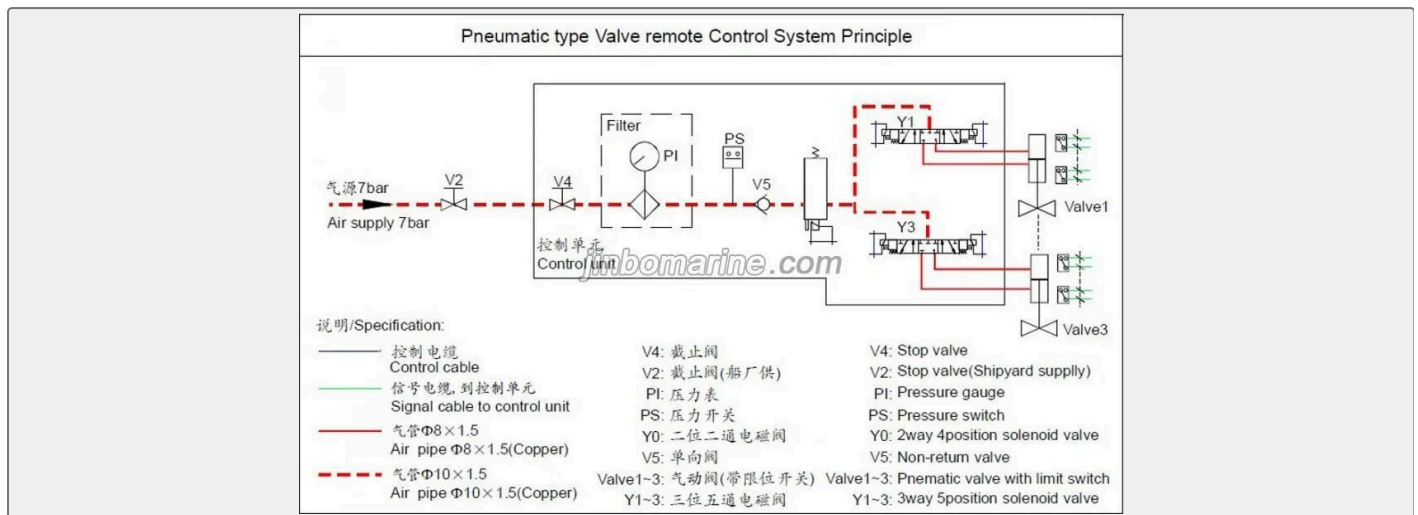 Pneumatic type Valve remote Control System Principle
Filter
PI
PS
Y1
气源7bar
V2
V4
V5
Air supply 7bar
Valve1
Y3
控制单元
Control unit
jinbomarine.com
Valve3
说明/Specification:
控制电缆
Control cable
信号电缆,到控制单元
Signal cable to control unit
气管Φ8×1.5
Air pipe Φ8×1.5(Copper)
气管Φ10×1.5
Air pipe Φ10×1.5(Copper)
V4: 截止阀
V2: 截止阀(船厂供)
PI: 压力表
PS: 压力开关
Y0: 二位二通电磁阀
V5: 单向阀
Valve1~3: 气动阀(带限位开关)
Y1~3: 三位五通电磁阀
V4: Stop valve
V2: Stop valve(Shipyard supplly)
PI: Pressure gauge
PS: Pressure switch
Y0: 2way 4position solenoid valve
V5: Non-return valve
Valve1~3: Pnematic valve with limit switch
Y1~3: 3way 5position solenoid valve